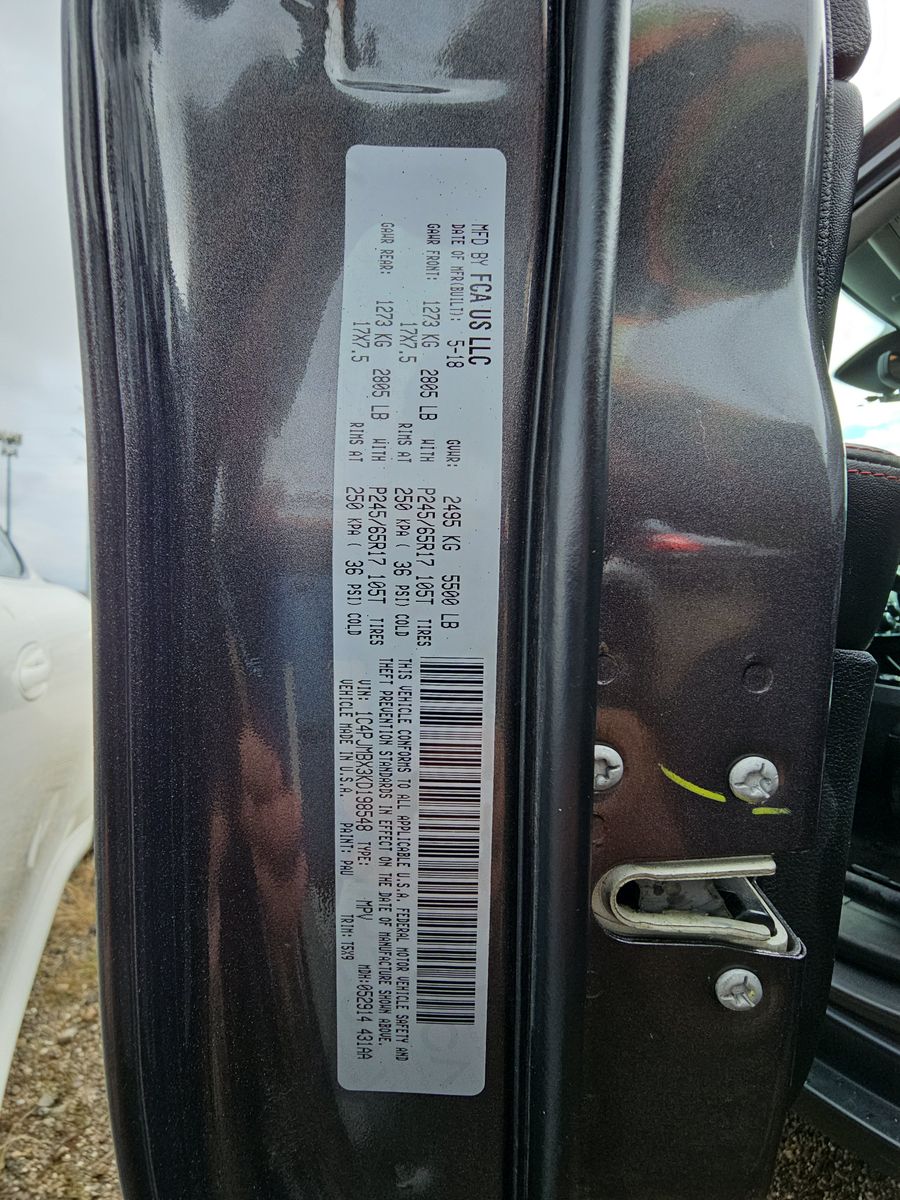 MFD BY FCA US LLC
DATE OF MFR(BUILT): 5-18 GVWR: 2495 KG 5500 LB
GAWR FRONT: 1273 KG 2805 LB WITH P245/65R17 105T TIRES
17X7.5 RIMS AT 250 KPA ( 36 PSI) COLD
GAWR REAR: 1273 KG 2805 LB WITH P245/65R17 105T TIRES
17X7.5 RIMS AT 250 KPA ( 36 PSI) COLD
THIS VEHICLE CONFORMS TO ALL APPLICABLE U.S.A. FEDERAL MOTOR VEHICLE SAFETY AND
THEFT PREVENTION STANDARDS IN EFFECT ON THE DATE OF MANUFACTURE SHOWN ABOVE.
VIN: 1C4PJMBX3KD198548 TYPE: MPV MDH:052914 431AA
VEHICLE MADE IN U.S.A. PAINT: PAU TRIM: T5X9